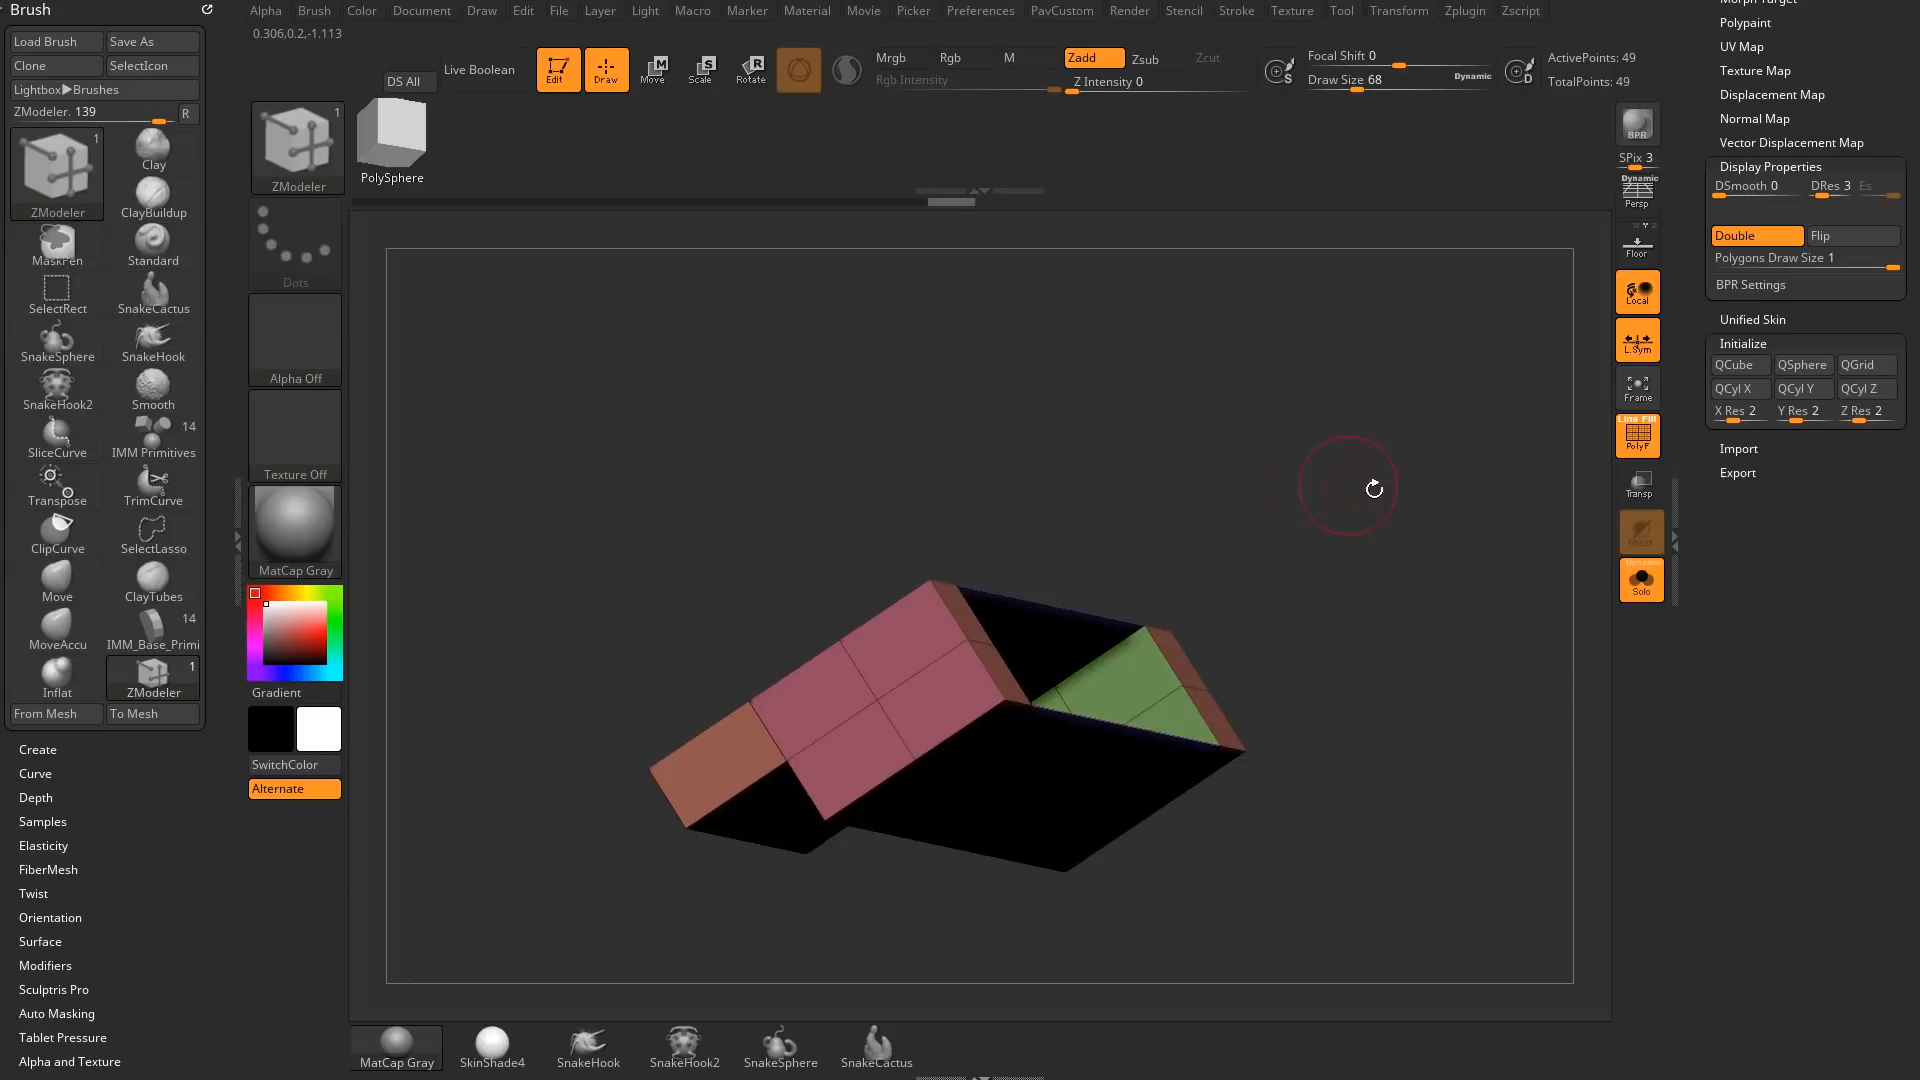 Brush
Load Brush
Save As
Clone
SelectIcon
Lightbox▶Brushes
ZModeler. 139
R
1
ZModeler
Clay
ClayBuildup
MaskPen
Standard
SelectRect
SnakeCactus
SnakeSphere
SnakeHook
SnakeHook2
Smooth
SliceCurve
14
IMM Primitives
Transpose
TrimCurve
ClipCurve
SelectLasso
Move
ClayTubes
MoveAccu
14
IMM_Base_Primi
Inflat
1
ZModeler
From Mesh
To Mesh
Create
Curve
Depth
Samples
Elasticity
FiberMesh
Twist
Orientation
Surface
Modifiers
Sculptris Pro
Auto Masking
Tablet Pressure
Alpha and Texture
Alpha
Brush
Color
Document
Draw
Edit
File
Layer
Light
Macro
Marker
Material
Movie
Picker
Preferences
PavCustom
Render
Stencil
Stroke
Texture
Tool
Transform
Zplugin
Zscript
0.306,0.2,-1.113
DS All
Live Boolean
Edit
Draw
M
Move
S
Scale
R
Rotate
Mrgb
Rgb
M
Rgb Intensity
Zadd
Zsub
Zcut
Z Intensity 0
S
Focal Shift 0
Draw Size 68
Dynamic
D
ActivePoints: 49
TotalPoints: 49
1
ZModeler
PolySphere
Dots
Alpha Off
Texture Off
MatCap Gray
Gradient
SwitchColor
Alternate
BPR
SPix 3
Dynamic
Persp
Floor
Local
L.Sym
Frame
Line Fill
PolyF
Transp
Ghost
Dynamic
Solo
MatCap Gray
SkinShade4
SnakeHook
SnakeHook2
SnakeSphere
SnakeCactus
Polypaint
UV Map
Texture Map
Displacement Map
Normal Map
Vector Displacement Map
Display Properties
DSmooth 0
DRes 3
Es
Double
Flip
Polygons Draw Size 1
BPR Settings
Unified Skin
Initialize
QCube
QSphere
QGrid
QCyl X
QCyl Y
QCyl Z
X Res 2
Y Res 2
Z Res 2
Import
Export